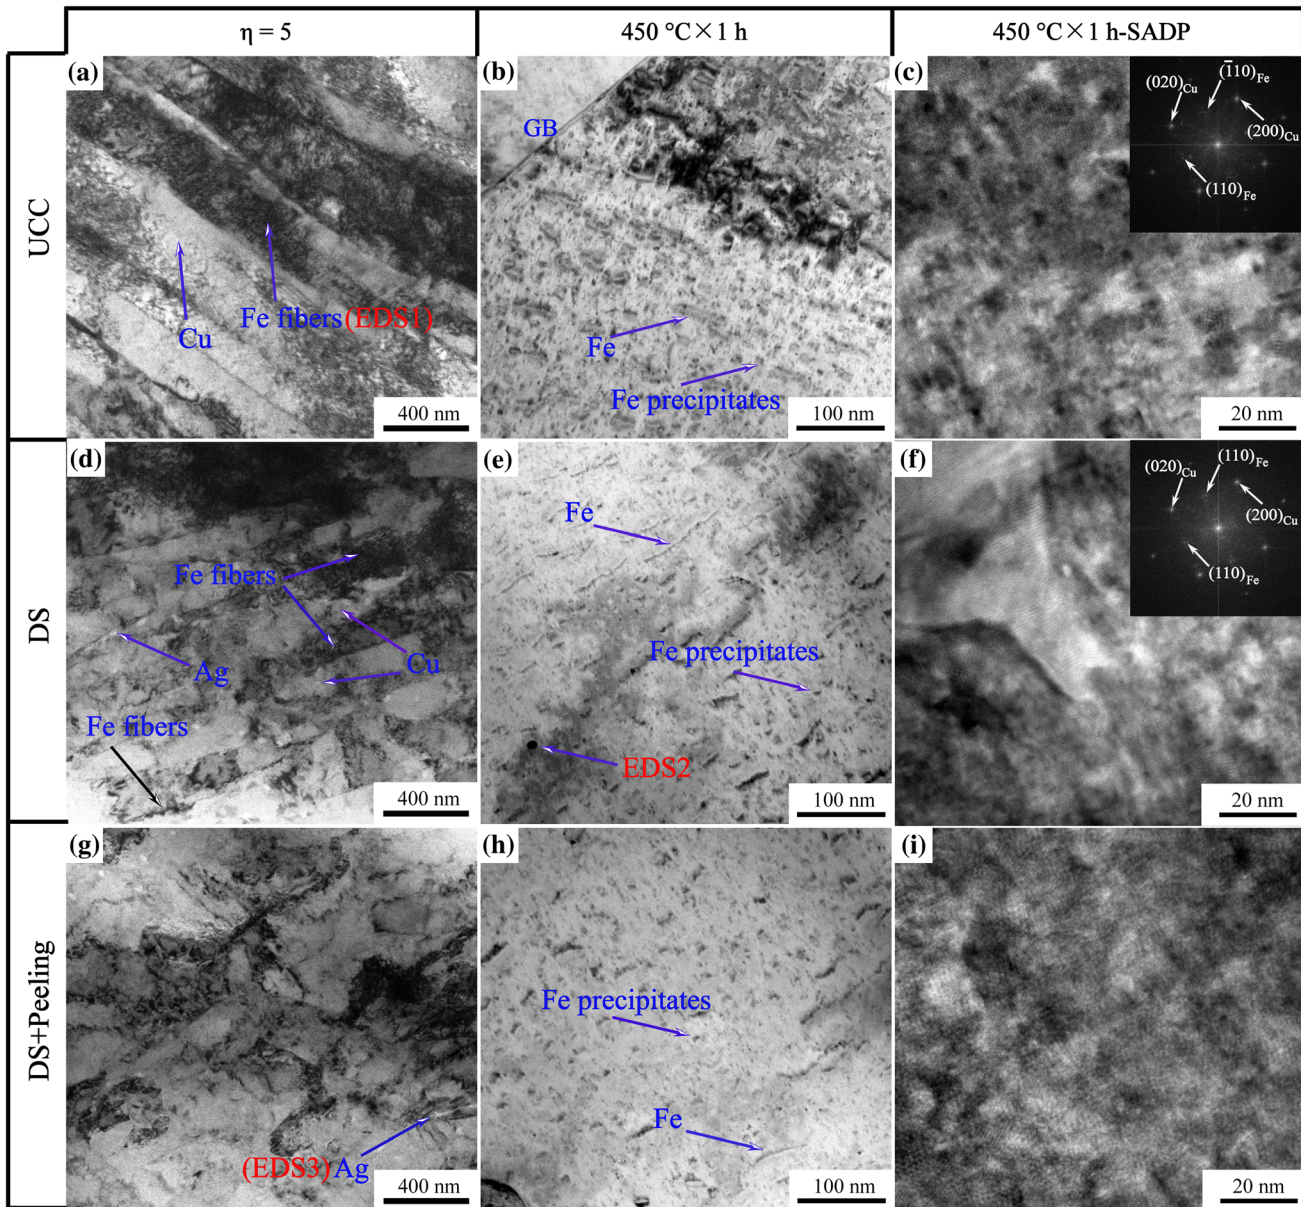 η = 5
450 °C × 1 h
450 °C × 1 h-SADP
UCC
(a)
Cu
Fe fibers (EDS1)
400 nm
(b)
GB
Fe
Fe precipitates
100 nm
(c)
(020)Cu
(1̄10)Fe
(200)Cu
(110)Fe
20 nm
DS
(d)
Fe fibers
Ag
Cu
Fe fibers
400 nm
(e)
Fe
Fe precipitates
EDS2
100 nm
(f)
(020)Cu
(110)Fe
(200)Cu
(110)Fe
20 nm
DS+Peeling
(g)
(EDS3) Ag
400 nm
(h)
Fe precipitates
Fe
100 nm
(i)
20 nm